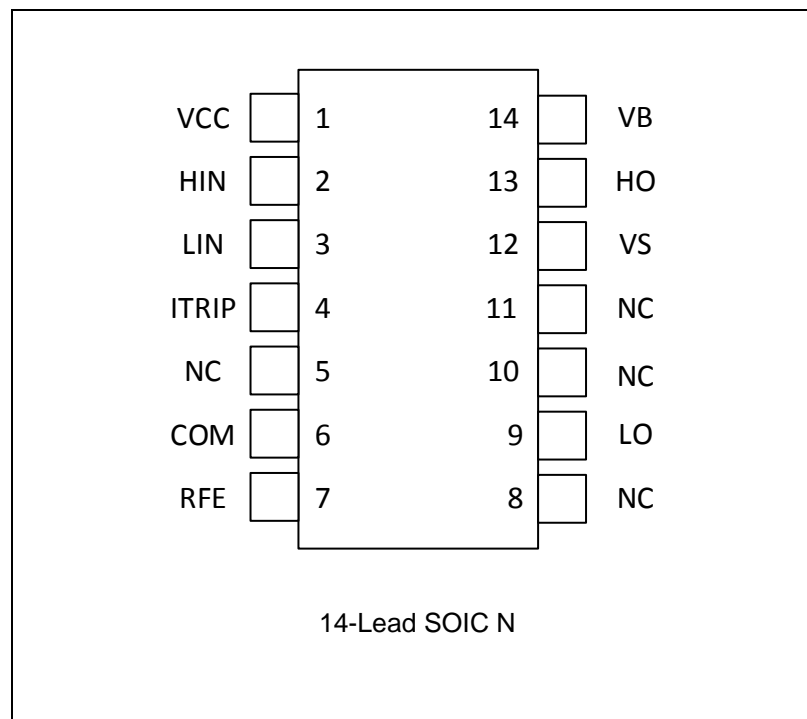 VCC 1 14 VB
HIN 2 13 HO
LIN 3 12 VS
ITRIP 4 11 NC
NC 5 10 NC
COM 6 9 LO
RFE 7 8 NC
14-Lead SOIC N